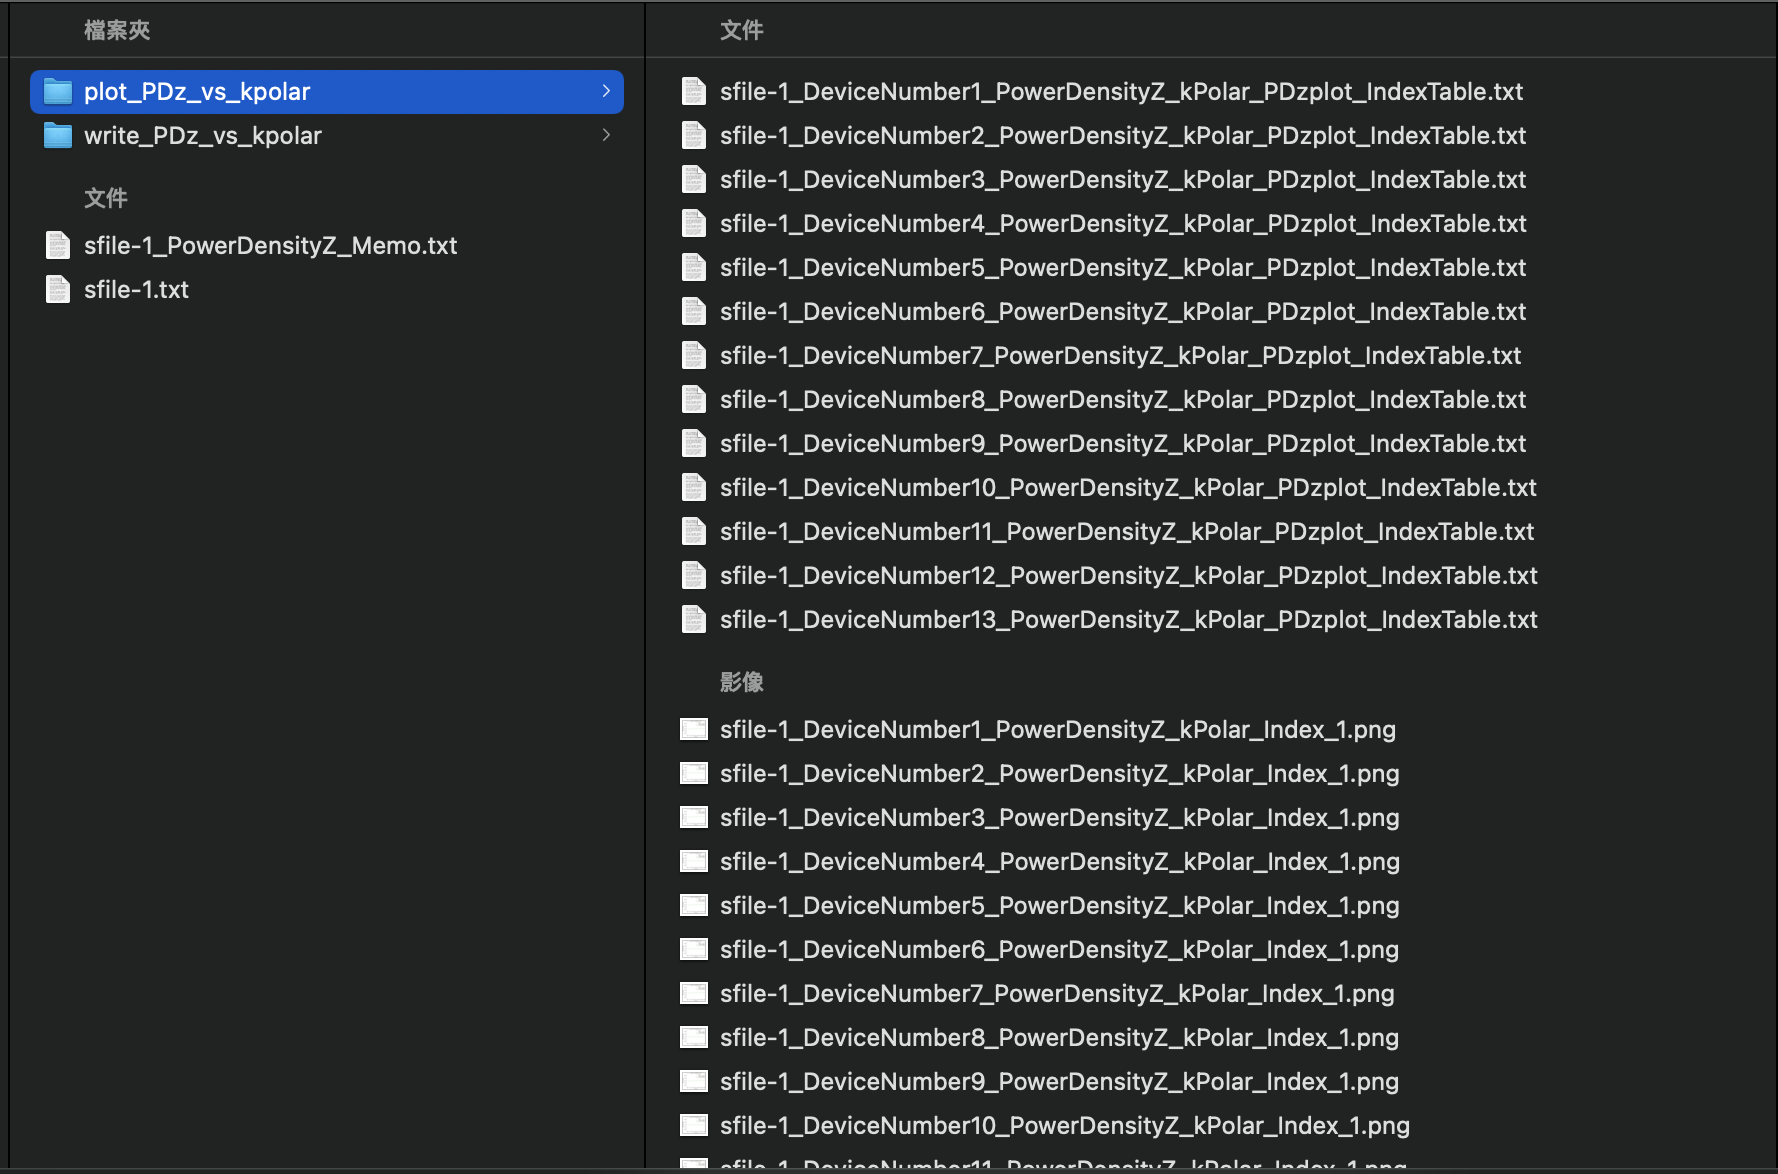 檔案夾
plot_PDz_vs_kpolar
write_PDz_vs_kpolar
文件
sfile-1_PowerDensityZ_Memo.txt
sfile-1.txt
文件
sfile-1_DeviceNumber1_PowerDensityZ_kPolar_PDzplot_IndexTable.txt
sfile-1_DeviceNumber2_PowerDensityZ_kPolar_PDzplot_IndexTable.txt
sfile-1_DeviceNumber3_PowerDensityZ_kPolar_PDzplot_IndexTable.txt
sfile-1_DeviceNumber4_PowerDensityZ_kPolar_PDzplot_IndexTable.txt
sfile-1_DeviceNumber5_PowerDensityZ_kPolar_PDzplot_IndexTable.txt
sfile-1_DeviceNumber6_PowerDensityZ_kPolar_PDzplot_IndexTable.txt
sfile-1_DeviceNumber7_PowerDensityZ_kPolar_PDzplot_IndexTable.txt
sfile-1_DeviceNumber8_PowerDensityZ_kPolar_PDzplot_IndexTable.txt
sfile-1_DeviceNumber9_PowerDensityZ_kPolar_PDzplot_IndexTable.txt
sfile-1_DeviceNumber10_PowerDensityZ_kPolar_PDzplot_IndexTable.txt
sfile-1_DeviceNumber11_PowerDensityZ_kPolar_PDzplot_IndexTable.txt
sfile-1_DeviceNumber12_PowerDensityZ_kPolar_PDzplot_IndexTable.txt
sfile-1_DeviceNumber13_PowerDensityZ_kPolar_PDzplot_IndexTable.txt
影像
sfile-1_DeviceNumber1_PowerDensityZ_kPolar_Index_1.png
sfile-1_DeviceNumber2_PowerDensityZ_kPolar_Index_1.png
sfile-1_DeviceNumber3_PowerDensityZ_kPolar_Index_1.png
sfile-1_DeviceNumber4_PowerDensityZ_kPolar_Index_1.png
sfile-1_DeviceNumber5_PowerDensityZ_kPolar_Index_1.png
sfile-1_DeviceNumber6_PowerDensityZ_kPolar_Index_1.png
sfile-1_DeviceNumber7_PowerDensityZ_kPolar_Index_1.png
sfile-1_DeviceNumber8_PowerDensityZ_kPolar_Index_1.png
sfile-1_DeviceNumber9_PowerDensityZ_kPolar_Index_1.png
sfile-1_DeviceNumber10_PowerDensityZ_kPolar_Index_1.png
sfile-1_DeviceNumber11_PowerDensityZ_kPolar_Index_1.png